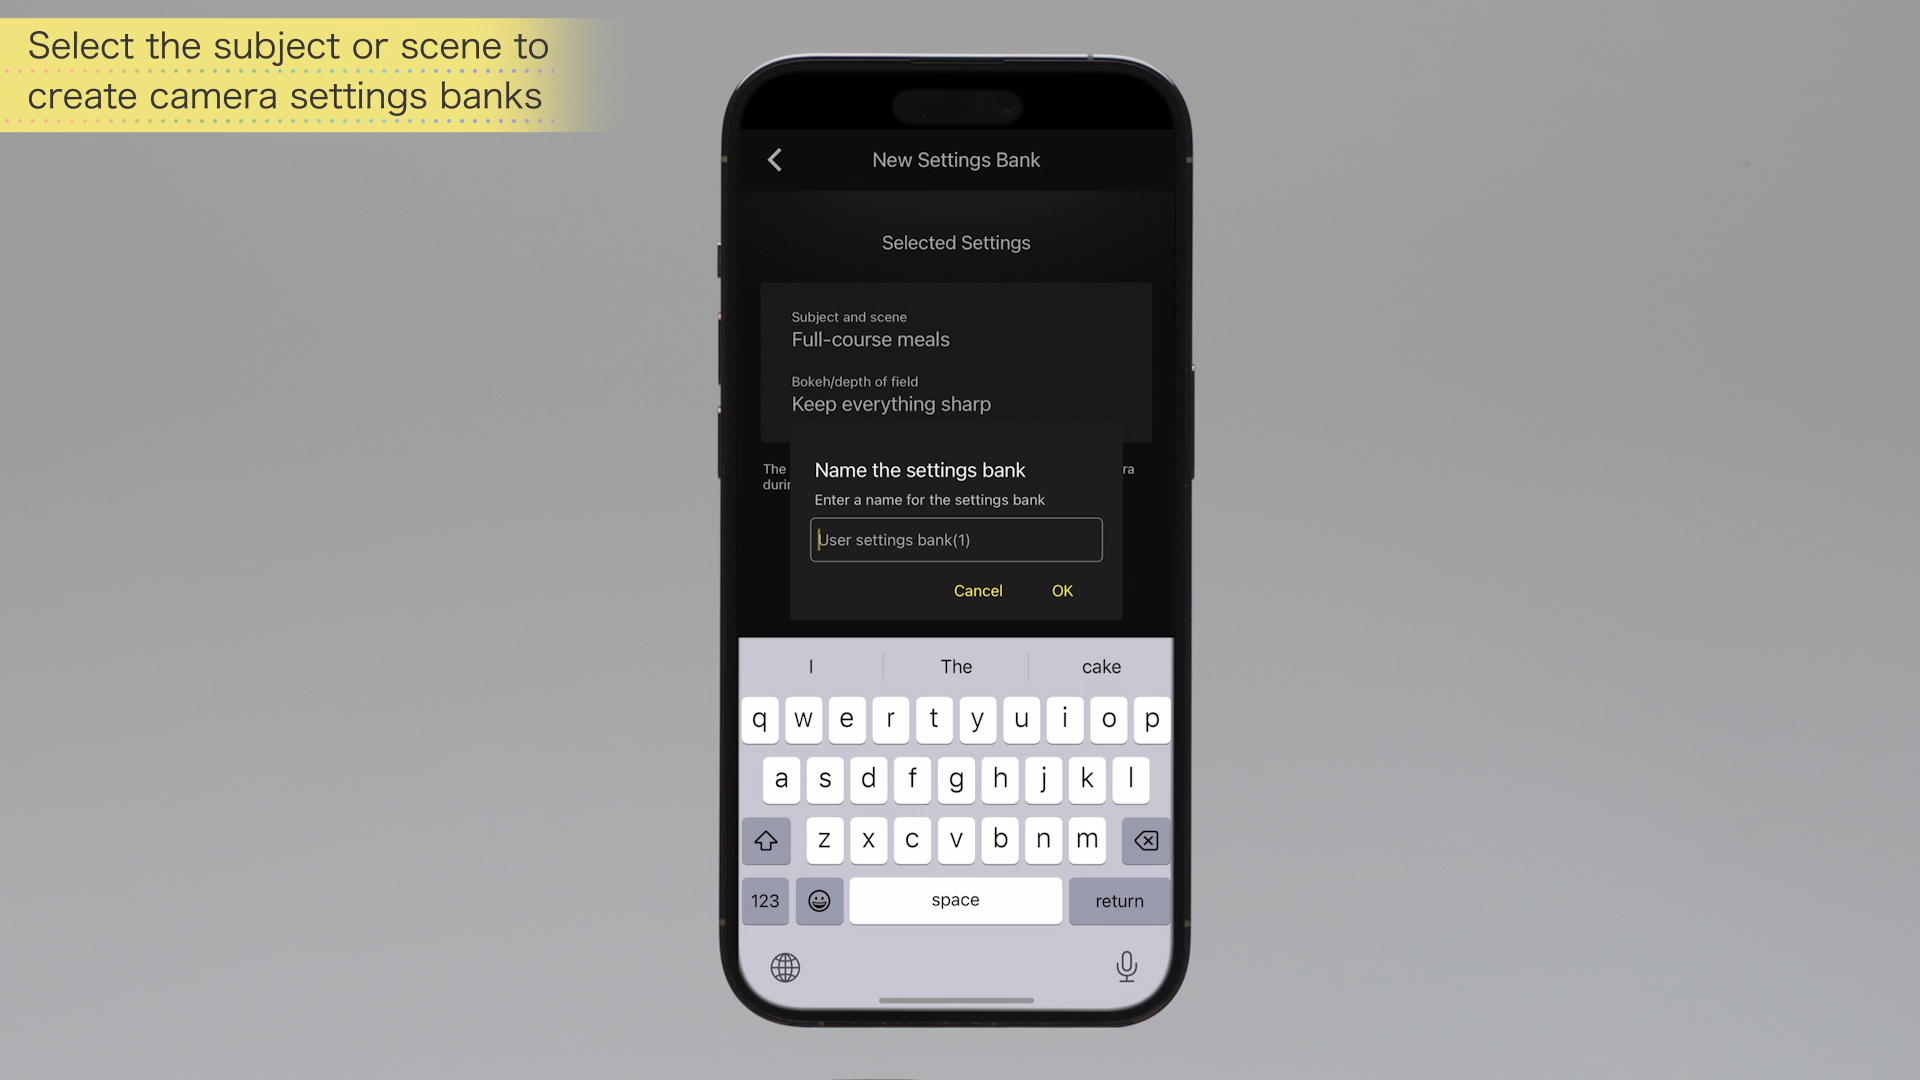 Select the subject or scene to
create camera settings banks
New Settings Bank
Selected Settings
Subject and scene
Full-course meals
Bokeh/depth of field
Keep everything sharp
The
ra
Name the settings bank
Enter a name for the settings bank
User settings bank(1)
Cancel OK
I The cake
q w e r t y u i o p
a s d f g h j k l
z x c v b n m
123 space return